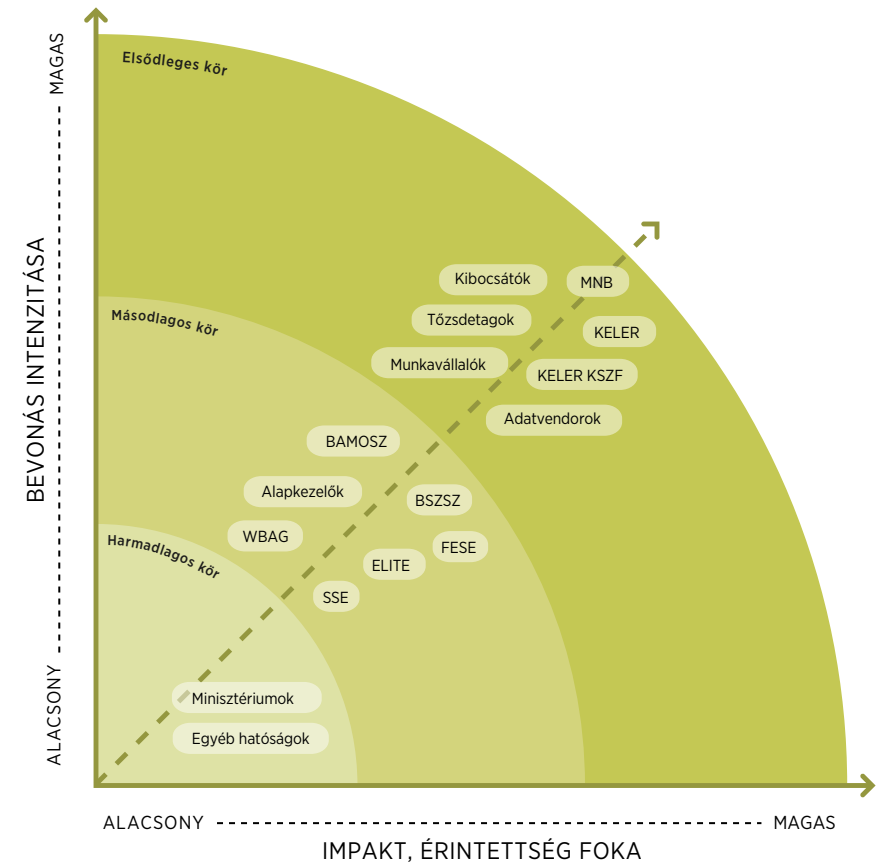 MAGAS
BEVONÁS INTENZITÁSA
ALACSONY
Elsődleges kör
Kibocsátók
MNB
Tőzsdetagok
KELER
Munkavállalók
KELER KSZF
Adatvendorok
Másodlagos kör
BAMOSZ
Alapkezelők
BSZSZ
WBAG
FESE
ELITE
SSE
Harmadlagos kör
Minisztériumok
Egyéb hatóságok
ALACSONY
MAGAS
IMPAKT, ÉRINTETTSÉG FOKA